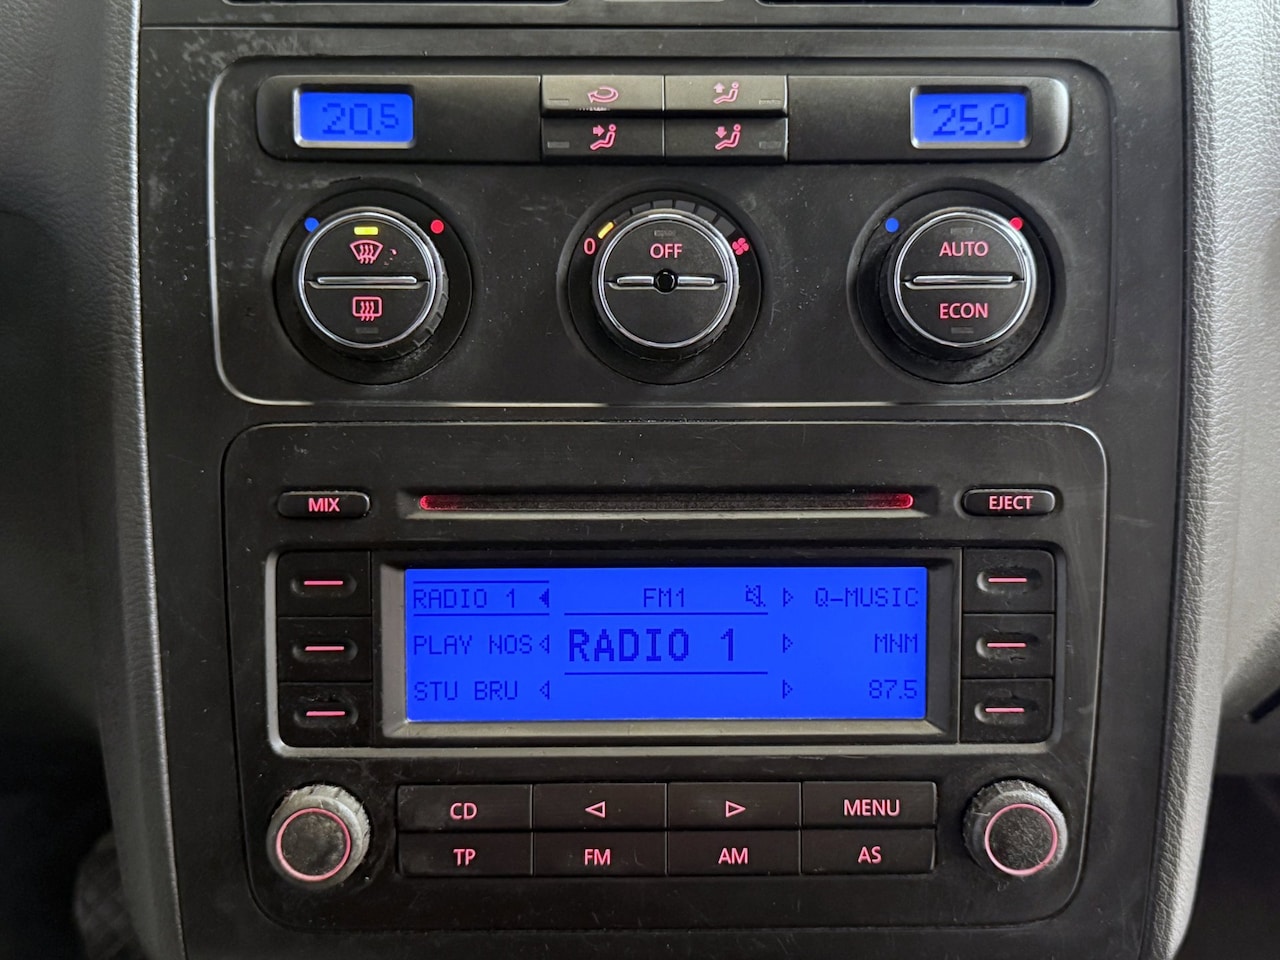 20.5 25.0
0 OFF AUTO
ECON
MIX EJECT
RADIO 1 FM1 Q-MUSIC
PLAY NOS RADIO 1 MNM
STU BRU 87.5
CD MENU
TP FM AM AS